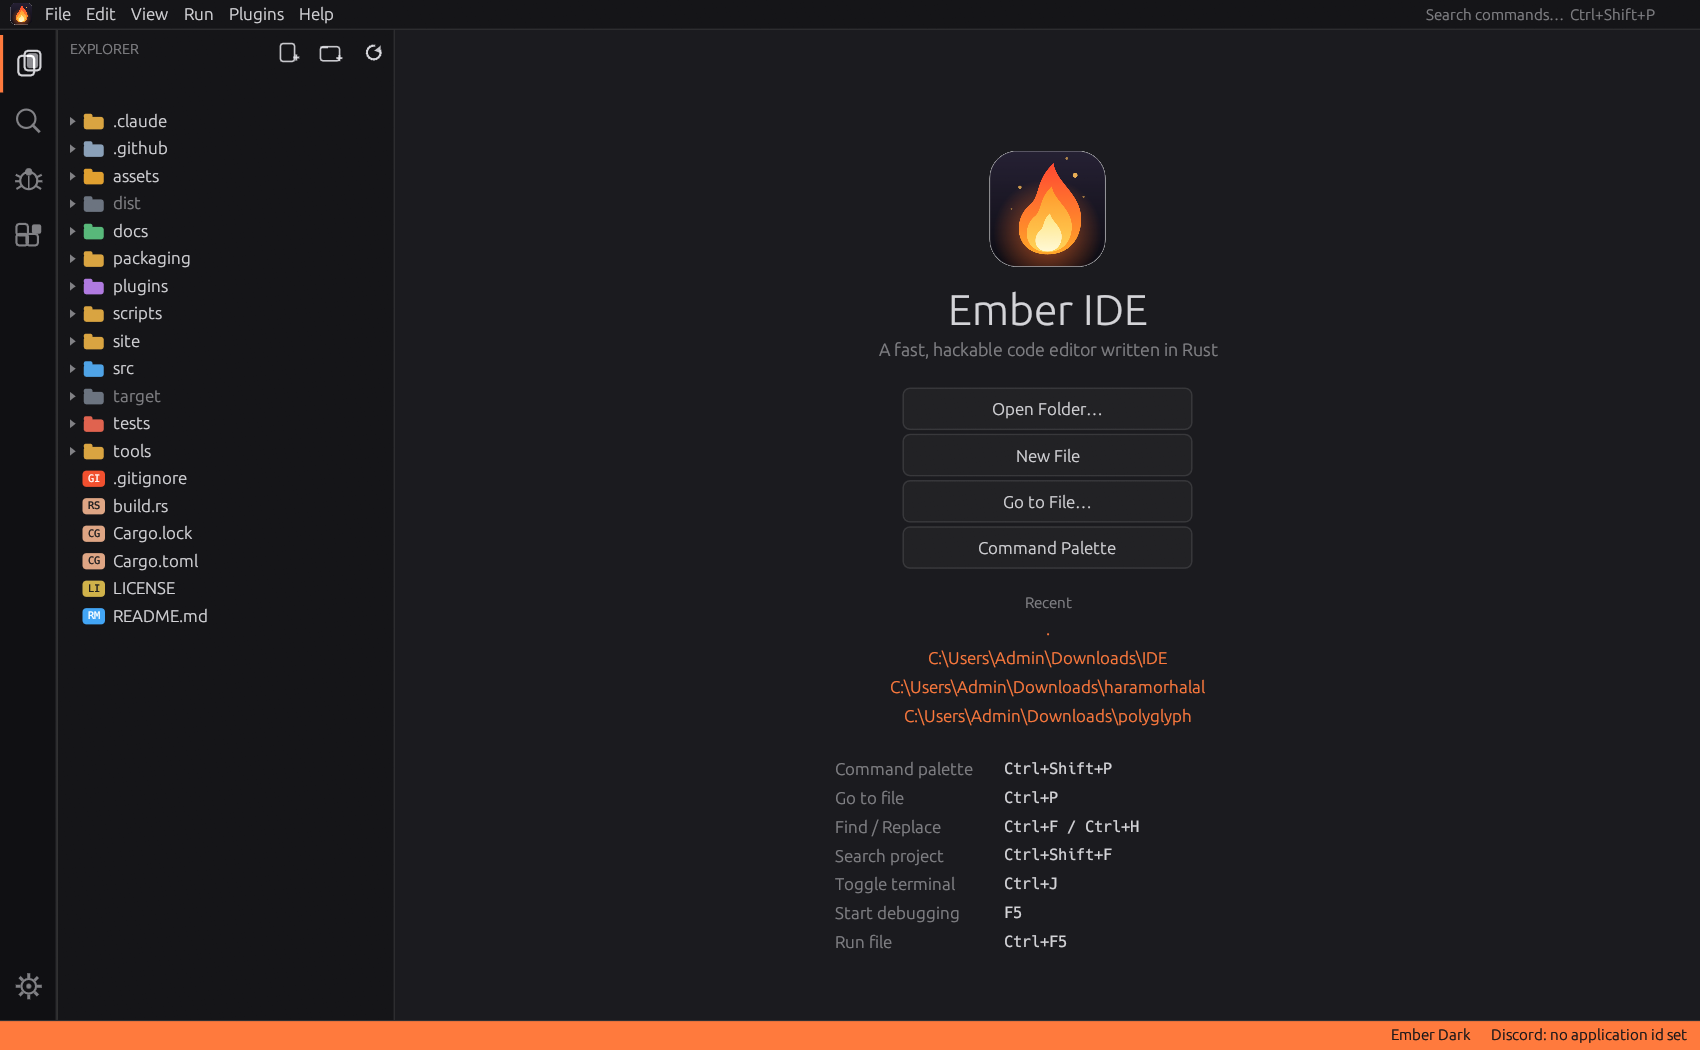 File Edit View Run Plugins Help
Search commands… Ctrl+Shift+P
EXPLORER
.claude
.github
assets
dist
docs
packaging
plugins
scripts
site
src
target
tests
tools
GI .gitignore
RS build.rs
CG Cargo.lock
CG Cargo.toml
LI LICENSE
RM README.md
Ember IDE
A fast, hackable code editor written in Rust
Open Folder…
New File
Go to File…
Command Palette
Recent
.
C:\Users\Admin\Downloads\IDE
C:\Users\Admin\Downloads\haramorhalal
C:\Users\Admin\Downloads\polyglyph
Command palette Ctrl+Shift+P
Go to file Ctrl+P
Find / Replace Ctrl+F / Ctrl+H
Search project Ctrl+Shift+F
Toggle terminal Ctrl+J
Start debugging F5
Run file Ctrl+F5
Ember Dark Discord: no application id set